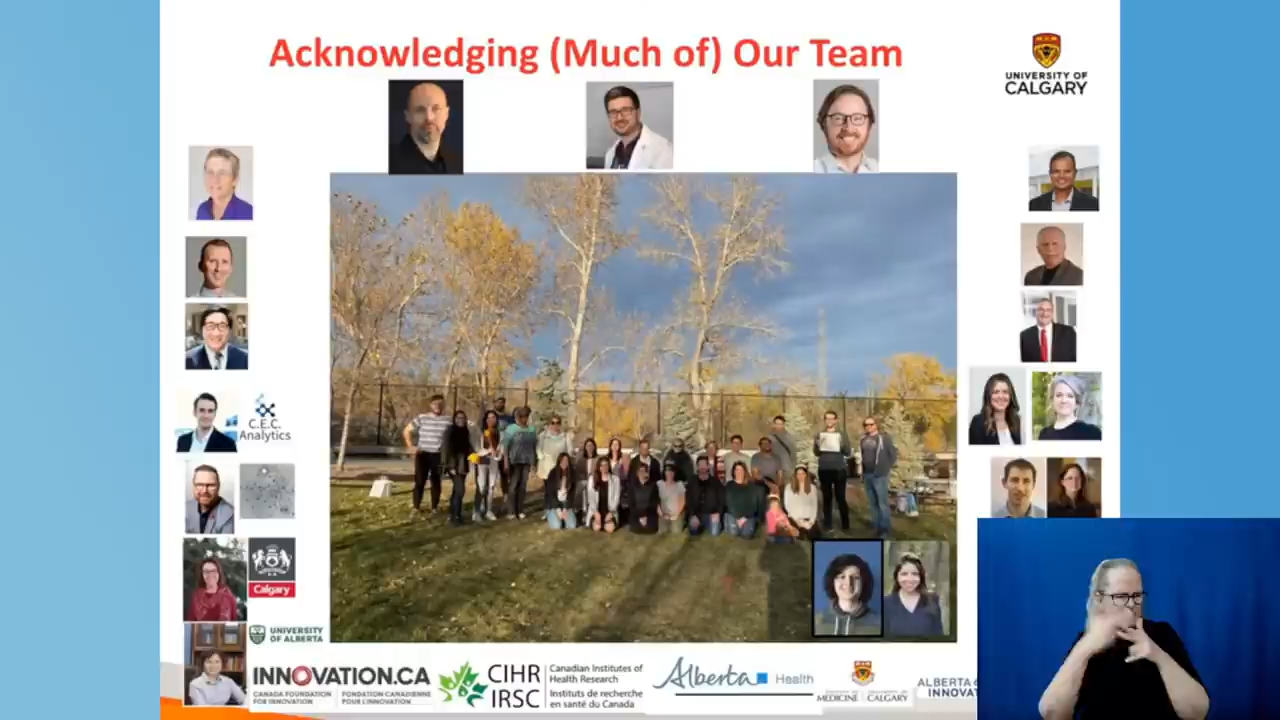 Acknowledging (Much of) Our Team
UNIVERSITY OF
CALGARY
C.E.C.
Analytics
Calgary
UNIVERSITY
OF ALBERTA
INNOVATION.CA
CANADA FOUNDATION
FOR INNOVATION
FONDATION CANADIENNE
POUR L'INNOVATION
CIHR
IRSC
Canadian Institutes of
Health Research
Instituts de recherche
en santé du Canada
Alberta Health
MEDICINE
CALGARY
ALBERTA
INNOVAT